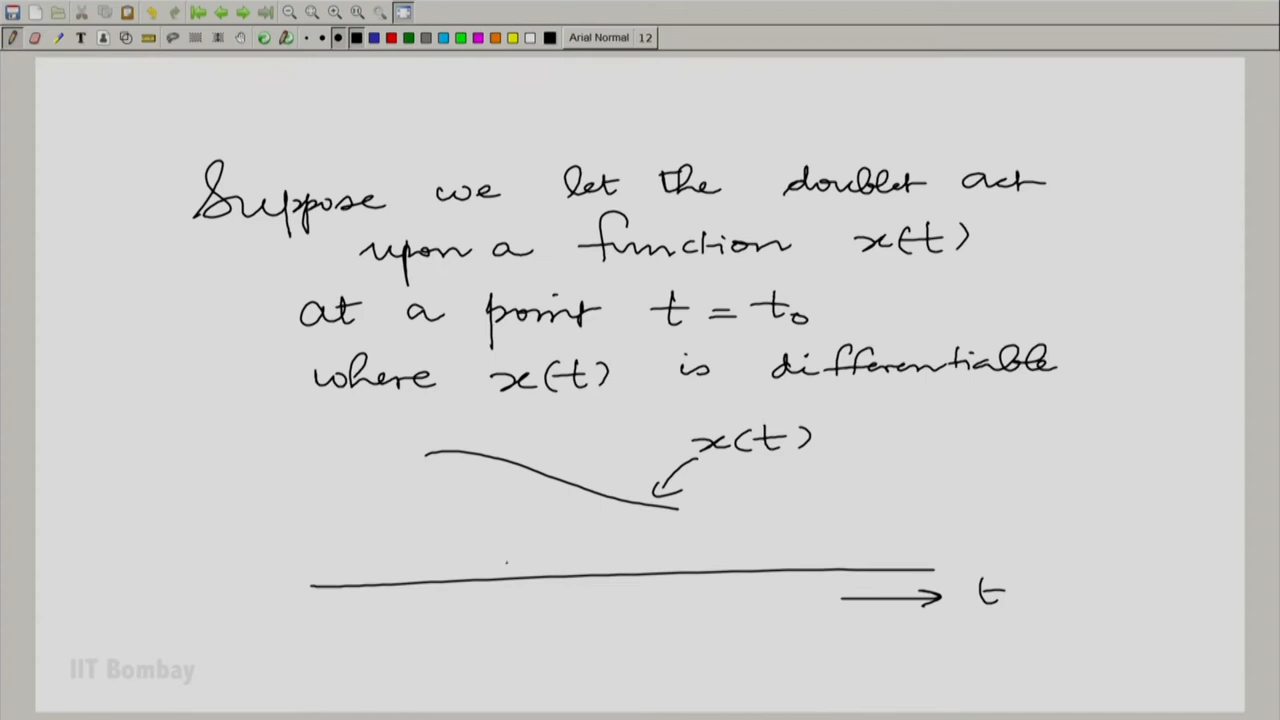 Arial Normal 12
Suppose we let the doublet act
upon a function x(t)
at a point t = t₀
where x(t) is differentiable
x(t)
t
IIT Bombay